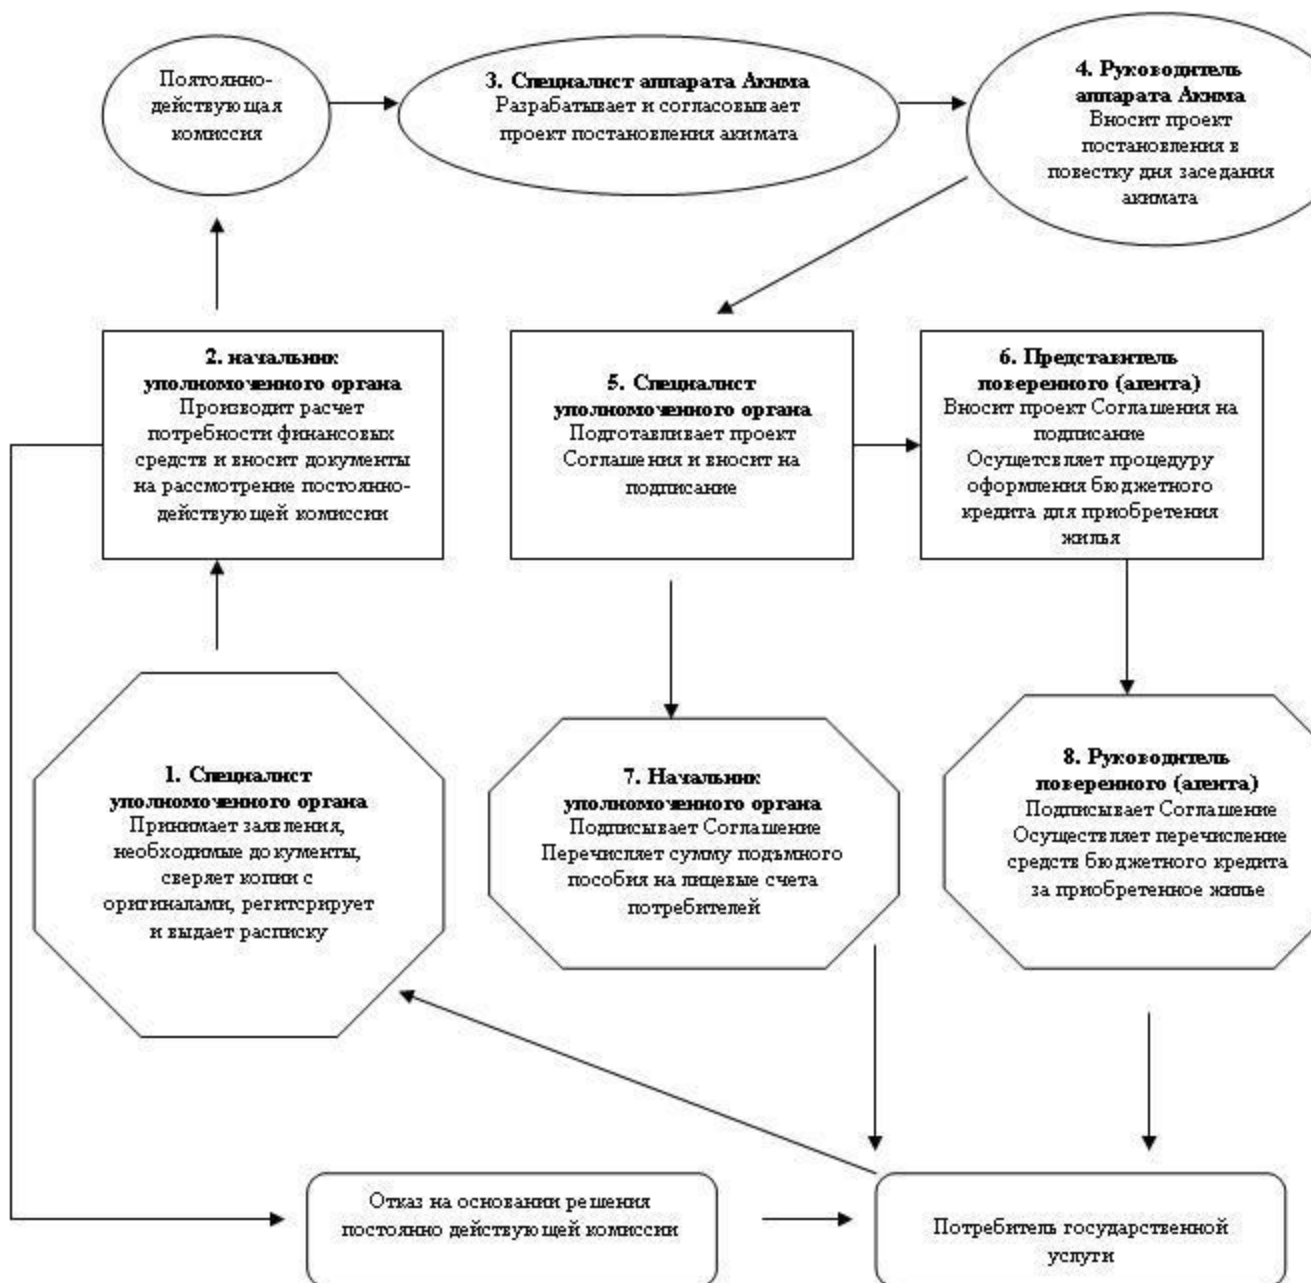 Поятоянно-
действующая
комиссия
3. Специалист аппарата Акима
Разрабатывает и согласовывает
проект постановления акимата
4. Руководитель
аппарата Акима
Вносит проект
постановления в
повестку дня заседания
акимата
2. начальник
уполномоченного органа
Производит расчет
потребности финансовых
средств и вносит документы
на рассмотрение постоянно-
действующей комиссии
5. Специалист
уполномоченного органа
Подготавливает проект
Соглашения и вносит на
подписание
6. Представитель
поверенного (агента)
Вносит проект Соглашения на
подписание
Осущетсвляет процедуру
оформления бюджетного
кредита для приобретения
жилья
1. Специалист
уполномоченного органа
Принимает заявления,
необходимые документы,
сверяет копии с
оригиналами, регитсрирует
и выдает расписку
7. Начальник
уполномоченного органа
Подписывает Соглашение
Перечисляет сумму подъмного
пособия на лицевые счета
потребителей
8. Руководитель
поверенного (агента)
Подписывает Соглашение
Осуществляет перечисление
средств бюджетного кредита
за приобретенное жилье
Отказ на основании решения
постоянно действующей комиссии
Потребитель государственной
услуги